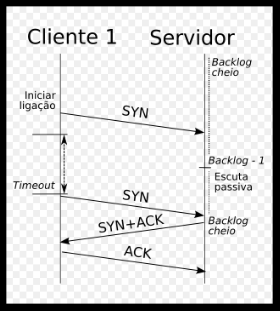 Cliente 1 Servidor
Backlog
cheio
Iniciar
ligação
SYN
Backlog - 1
Escuta
passiva
Timeout
SYN
Backlog
cheio
SYN+ACK
ACK